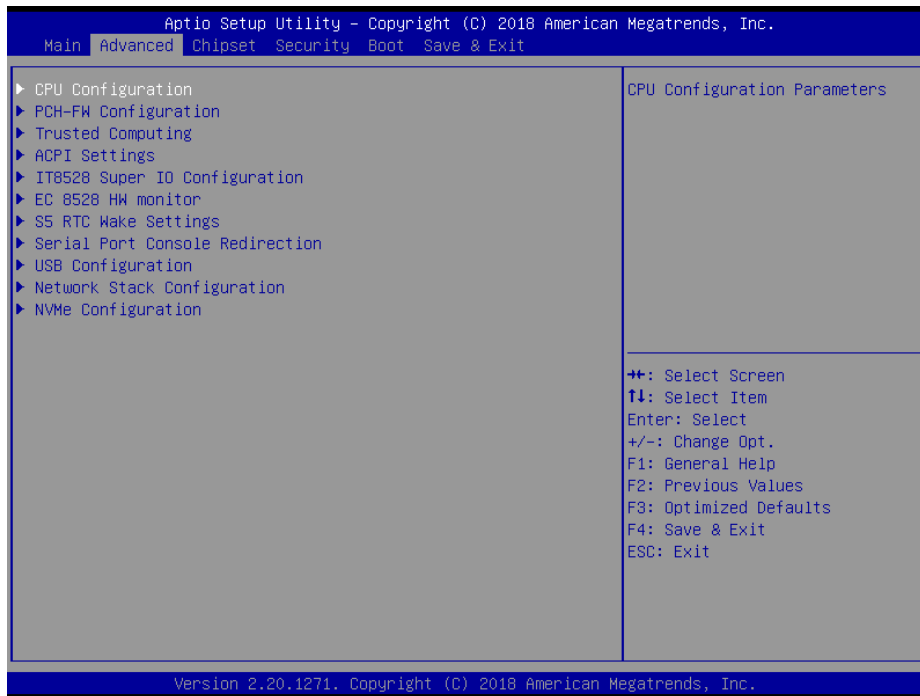 Aptio Setup Utility – Copyright (C) 2018 American Megatrends, Inc.
Main Advanced Chipset Security Boot Save & Exit
▶ CPU Configuration
▶ PCH-FW Configuration
▶ Trusted Computing
▶ ACPI Settings
▶ IT8528 Super IO Configuration
▶ EC 8528 HW monitor
▶ S5 RTC Wake Settings
▶ Serial Port Console Redirection
▶ USB Configuration
▶ Network Stack Configuration
▶ NVMe Configuration
CPU Configuration Parameters
→←: Select Screen
↑↓: Select Item
Enter: Select
+/-: Change Opt.
F1: General Help
F2: Previous Values
F3: Optimized Defaults
F4: Save & Exit
ESC: Exit
Version 2.20.1271. Copyright (C) 2018 American Megatrends, Inc.